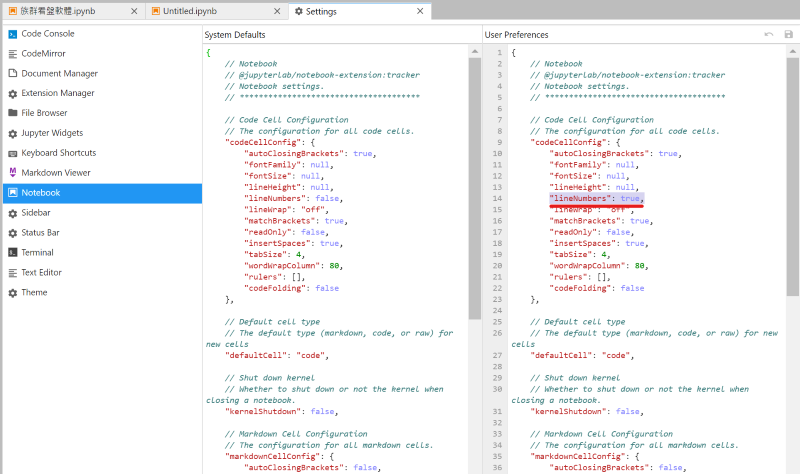 族群看盤軟體.ipynb
Untitled.ipynb
Settings
Code Console
CodeMirror
Document Manager
Extension Manager
File Browser
Jupyter Widgets
Keyboard Shortcuts
Markdown Viewer
Notebook
Sidebar
Status Bar
Terminal
Text Editor
Theme
System Defaults
{
// Notebook
// @jupyterlab/notebook-extension:tracker
// Notebook settings.
// **************************************
// Code Cell Configuration
// The configuration for all code cells.
"codeCellConfig": {
"autoClosingBrackets": true,
"fontFamily": null,
"fontSize": null,
"lineHeight": null,
"lineNumbers": false,
"lineWrap": "off",
"matchBrackets": true,
"readOnly": false,
"insertSpaces": true,
"tabSize": 4,
"wordWrapColumn": 80,
"rulers": [],
"codeFolding": false
},
// Default cell type
// The default type (markdown, code, or raw) for
new cells
"defaultCell": "code",
// Shut down kernel
// Whether to shut down or not the kernel when
closing a notebook.
"kernelShutdown": false,
// Markdown Cell Configuration
// The configuration for all markdown cells.
"markdownCellConfig": {
"autoClosingBrackets": false,
User Preferences
1 {
2 // Notebook
3 // @jupyterlab/notebook-extension:tracker
4 // Notebook settings.
5 // **************************************
6
7 // Code Cell Configuration
8 // The configuration for all code cells.
9 "codeCellConfig": {
10 "autoClosingBrackets": true,
11 "fontFamily": null,
12 "fontSize": null,
13 "lineHeight": null,
14 "lineNumbers": true,
15 "lineWrap": "off",
16 "matchBrackets": true,
17 "readOnly": false,
18 "insertSpaces": true,
19 "tabSize": 4,
20 "wordWrapColumn": 80,
21 "rulers": [],
22 "codeFolding": false
23 },
24
25 // Default cell type
26 // The default type (markdown, code, or raw) for new
cells
27 "defaultCell": "code",
28
29 // Shut down kernel
30 // Whether to shut down or not the kernel when
closing a notebook.
31 "kernelShutdown": false,
32
33 // Markdown Cell Configuration
34 // The configuration for all markdown cells.
35 "markdownCellConfig": {
36 "autoClosingBrackets": false,